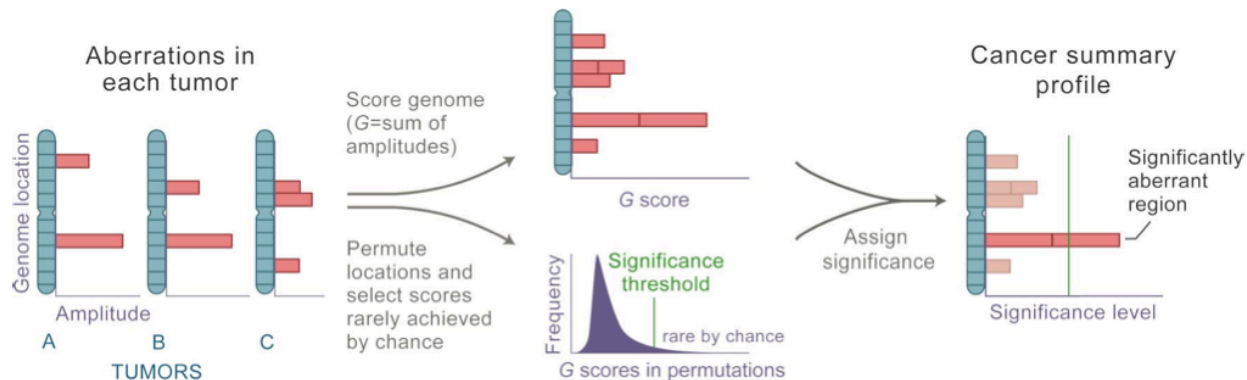 Aberrations in
each tumor
Genome location
Amplitude
A
B
C
TUMORS
Score genome
(G=sum of
amplitudes)
Permute
locations and
select scores
rarely achieved
by chance
G score
Frequency
Significance
threshold
rare by chance
G scores in permutations
Assign
significance
Cancer summary
profile
Significantly
aberrant
region
Significance level